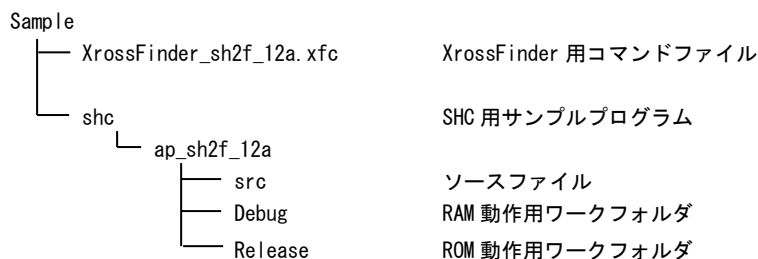 Sample
XrossFinder_sh2f_12a.xfc XrossFinder 用コマンドファイル
shc SHC 用サンプルプログラム
ap_sh2f_12a
src ソースファイル
Debug RAM 動作用ワークフォルダ
Release ROM 動作用ワークフォルダ